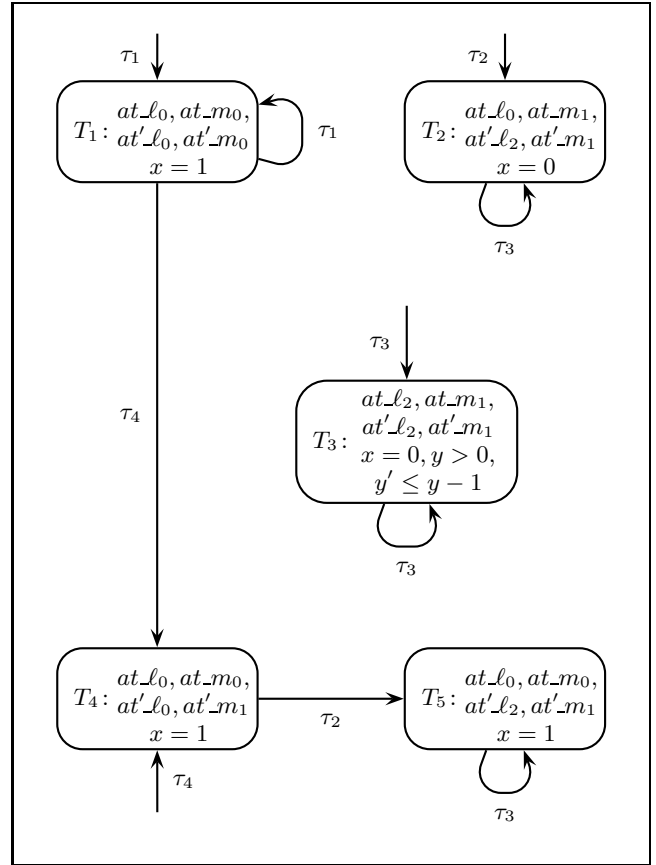 τ₁
τ₂
T₁: at_ℓ₀, at_m₀,
at′_ℓ₀, at′_m₀
x = 1
τ₁
T₂: at_ℓ₀, at_m₁,
at′_ℓ₂, at′_m₁
x = 0
τ₃
τ₃
τ₄
T₃: at_ℓ₂, at_m₁,
at′_ℓ₂, at′_m₁
x = 0, y > 0,
y′ ≤ y − 1
τ₃
T₄: at_ℓ₀, at_m₀,
at′_ℓ₀, at′_m₁
x = 1
τ₂
T₅: at_ℓ₀, at_m₀,
at′_ℓ₂, at′_m₁
x = 1
τ₄
τ₃